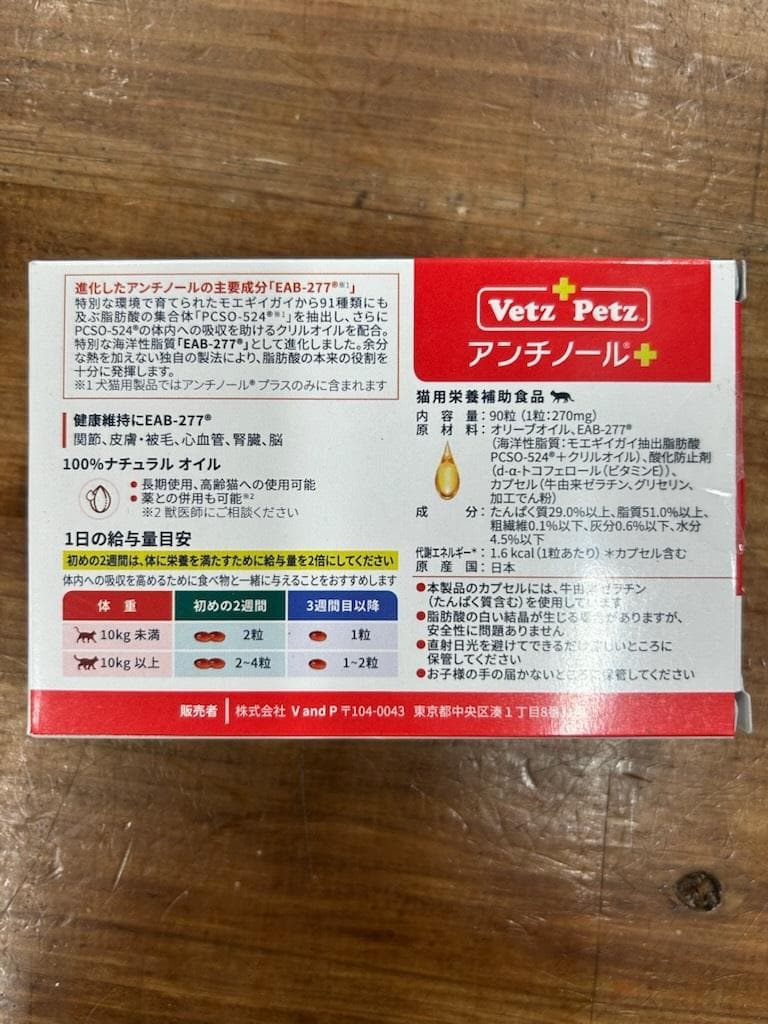 進化したアンチノールの主要成分「EAB-277®※1」
特別な環境で育てられたモエギイガイから91種類にも
及ぶ脂肪酸の集合体「PCSO-524®※1」を抽出し、さらに
PCSO-524®の体内への吸収を助けるクリルオイルを配合。
特別な海洋性脂質「EAB-277®」として進化しました。余分
な熱を加えない独自の製法により、脂肪酸の本来の役割を
十分に発揮します。
※1 犬猫用製品ではアンチノール® プラスのみに含まれます
健康維持にEAB-277®
関節、皮膚・被毛、心血管、腎臓、脳
100%ナチュラル オイル
●長期使用、高齢猫への使用可能
●薬との併用も可能※2
※2 獣医師にご相談ください
1日の給与量目安
初めの2週間は、体に栄養を満たすために給与量を2倍にしてください
体内への吸収を高めるために食べ物と一緒に与えることをおすすめします
体 重 初めの2週間 3週間目以降
10kg 未満 2粒 1粒
10kg 以上 2~4粒 1~2粒
Vetz Petz™
アンチノール®+
猫用栄養補助食品
内容量:90粒(1粒:270mg)
原材料:オリーブオイル、EAB-277®
(海洋性脂質:モエギイガイ抽出脂肪酸
PCSO-524®+クリルオイル)、酸化防止剤
(d-α-トコフェロール(ビタミンE))、
カプセル(牛由来ゼラチン、グリセリン、
加工でん粉)
成分:たんぱく質29.0%以上、脂質51.0%以上、
粗繊維0.1%以下、灰分0.6%以下、水分
4.5%以下
代謝エネルギー*:1.6 kcal(1粒あたり)*カプセル含む
原産国:日本
●本製品のカプセルには、牛由来ゼラチン
(たんぱく質含む)を使用しています
●脂肪酸の白い結晶が生じる場合がありますが、
安全性に問題ありません
●直射日光を避けてできるだけ涼しいところに
保管してください
●お子様の手の届かないところに保管してください
販売者 株式会社 V and P 〒104-0043 東京都中央区湊1丁目8番